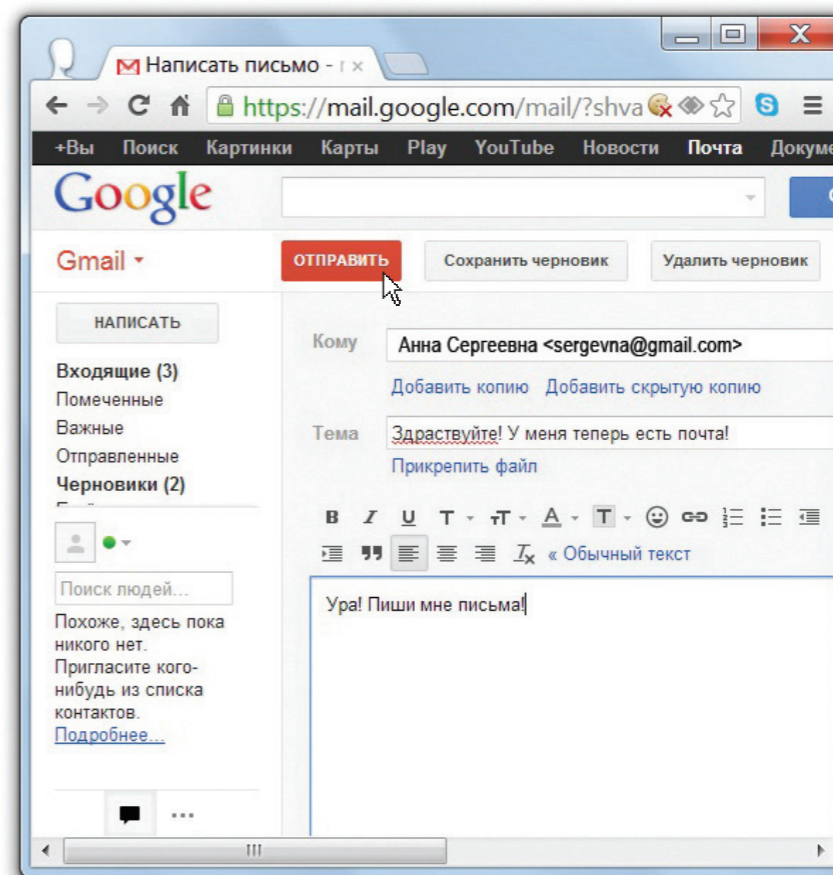 Написать письмо -
https://mail.google.com/mail/?shva
+Вы Поиск Картинки Карты Play YouTube Новости Почта Докуме
Google
Gmail
ОТПРАВИТЬ Сохранить черновик Удалить черновик
НАПИСАТЬ
Входящие (3)
Помеченные
Важные
Отправленные
Черновики (2)
Кому Анна Сергеевна <sergevna@gmail.com>
Добавить копию Добавить скрытую копию
Тема Здраствуйте! У меня теперь есть почта!
Прикрепить файл
B I U T тT A T
« Обычный текст
Поиск людей...
Похоже, здесь пока
никого нет.
Пригласите кого-
нибудь из списка
контактов.
Подробнее...
Ура! Пиши мне письма!